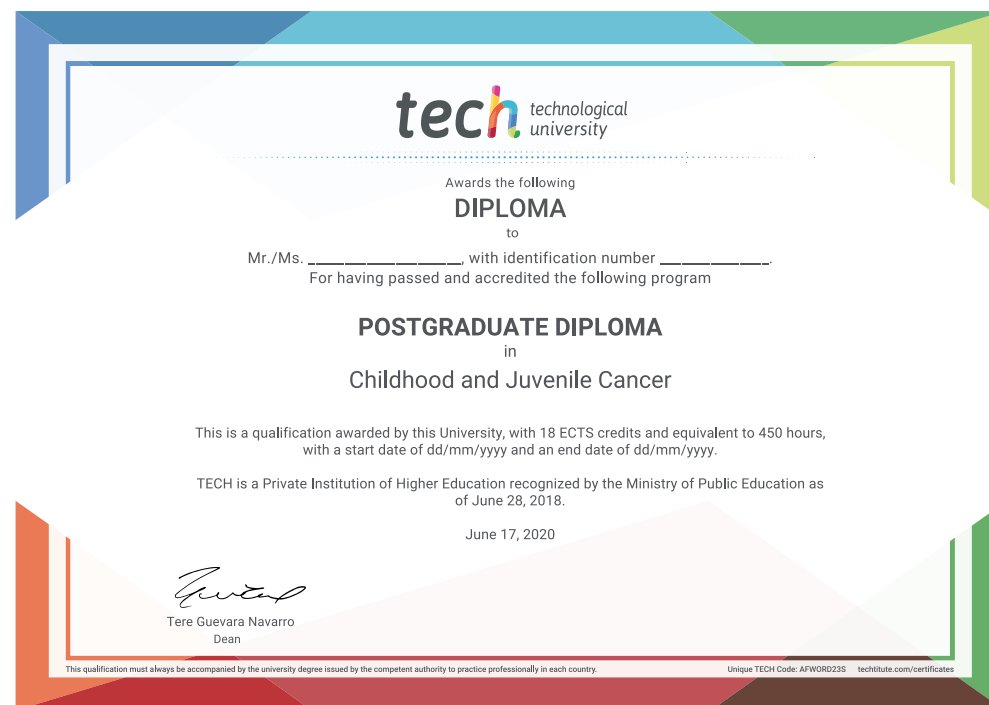 tech technological
university
Awards the following
DIPLOMA
to
Mr./Ms. ____________________, with identification number ______________.
For having passed and accredited the following program
POSTGRADUATE DIPLOMA
in
Childhood and Juvenile Cancer
This is a qualification awarded by this University, with 18 ECTS credits and equivalent to 450 hours,
with a start date of dd/mm/yyyy and an end date of dd/mm/yyyy.
TECH is a Private Institution of Higher Education recognized by the Ministry of Public Education as
of June 28, 2018.
June 17, 2020
Tere Guevara Navarro
Dean
This qualification must always be accompanied by the university degree issued by the competent authority to practice professionally in each country.
Unique TECH Code: AFWORD23S techtitute.com/certificates